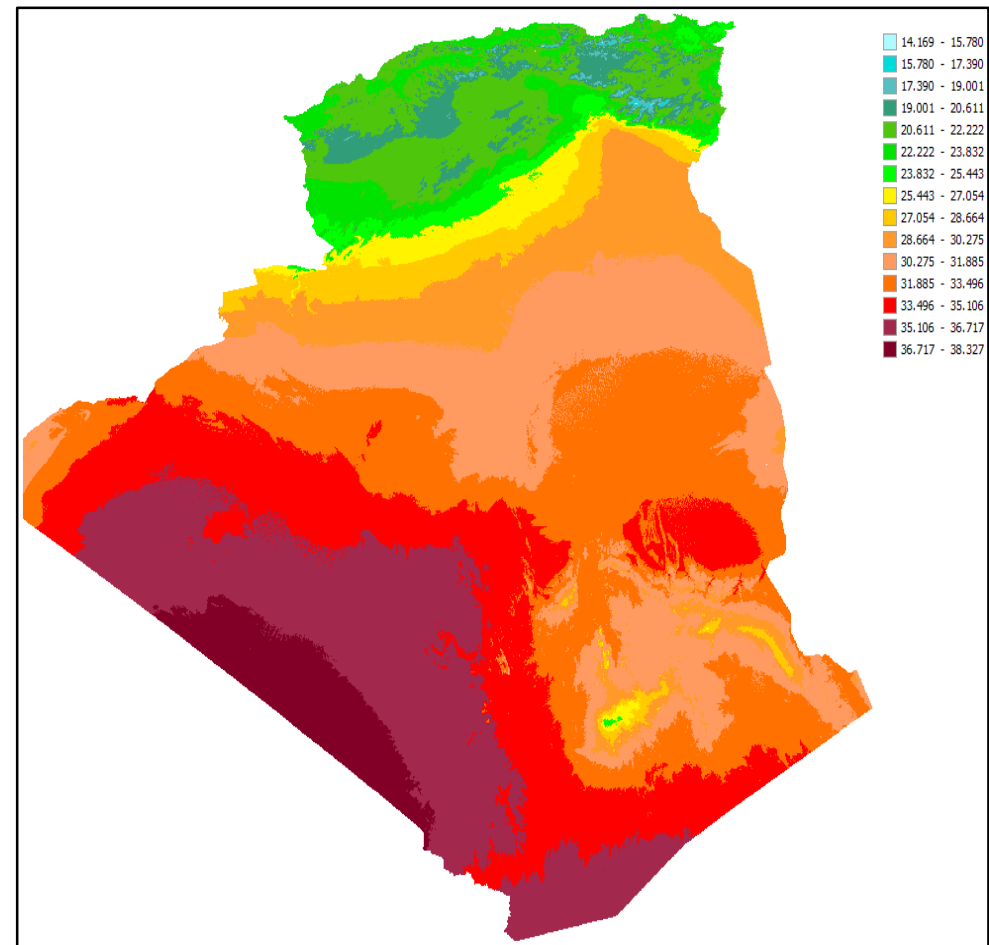 14.169 - 15.780
15.780 - 17.390
17.390 - 19.001
19.001 - 20.611
20.611 - 22.222
22.222 - 23.832
23.832 - 25.443
25.443 - 27.054
27.054 - 28.664
28.664 - 30.275
30.275 - 31.885
31.885 - 33.496
33.496 - 35.106
35.106 - 36.717
36.717 - 38.327